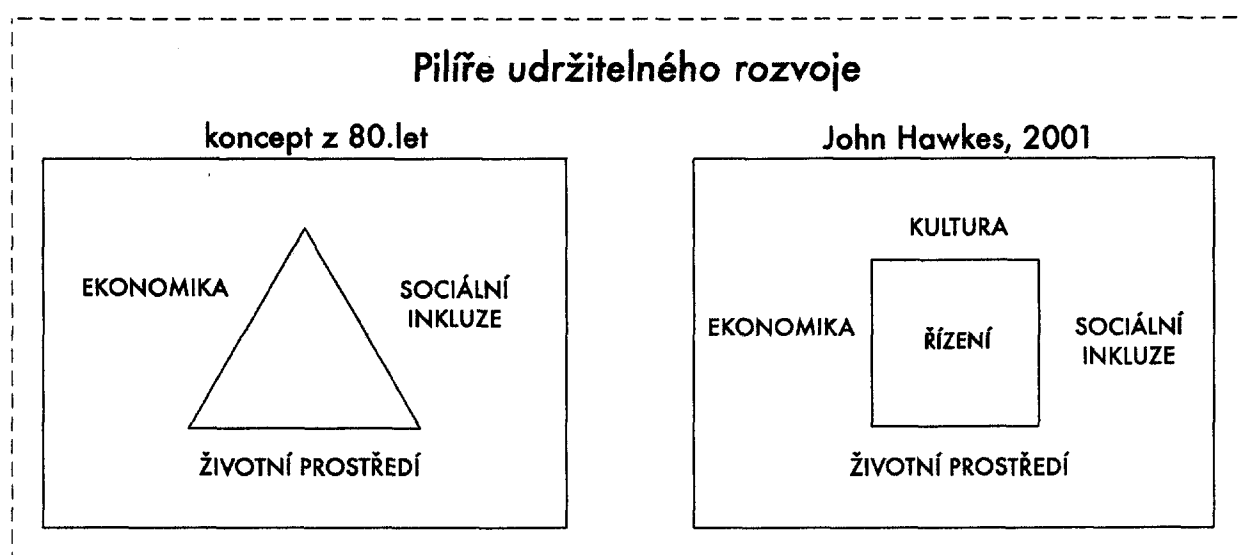 Pilíře udržitelného rozvoje
koncept z 80.let
EKONOMIKA
SOCIÁLNÍ
INKLUZE
ŽIVOTNÍ PROSTŘEDÍ
John Hawkes, 2001
KULTURA
EKONOMIKA
ŘÍZENÍ
SOCIÁLNÍ
INKLUZE
ŽIVOTNÍ PROSTŘEDÍ